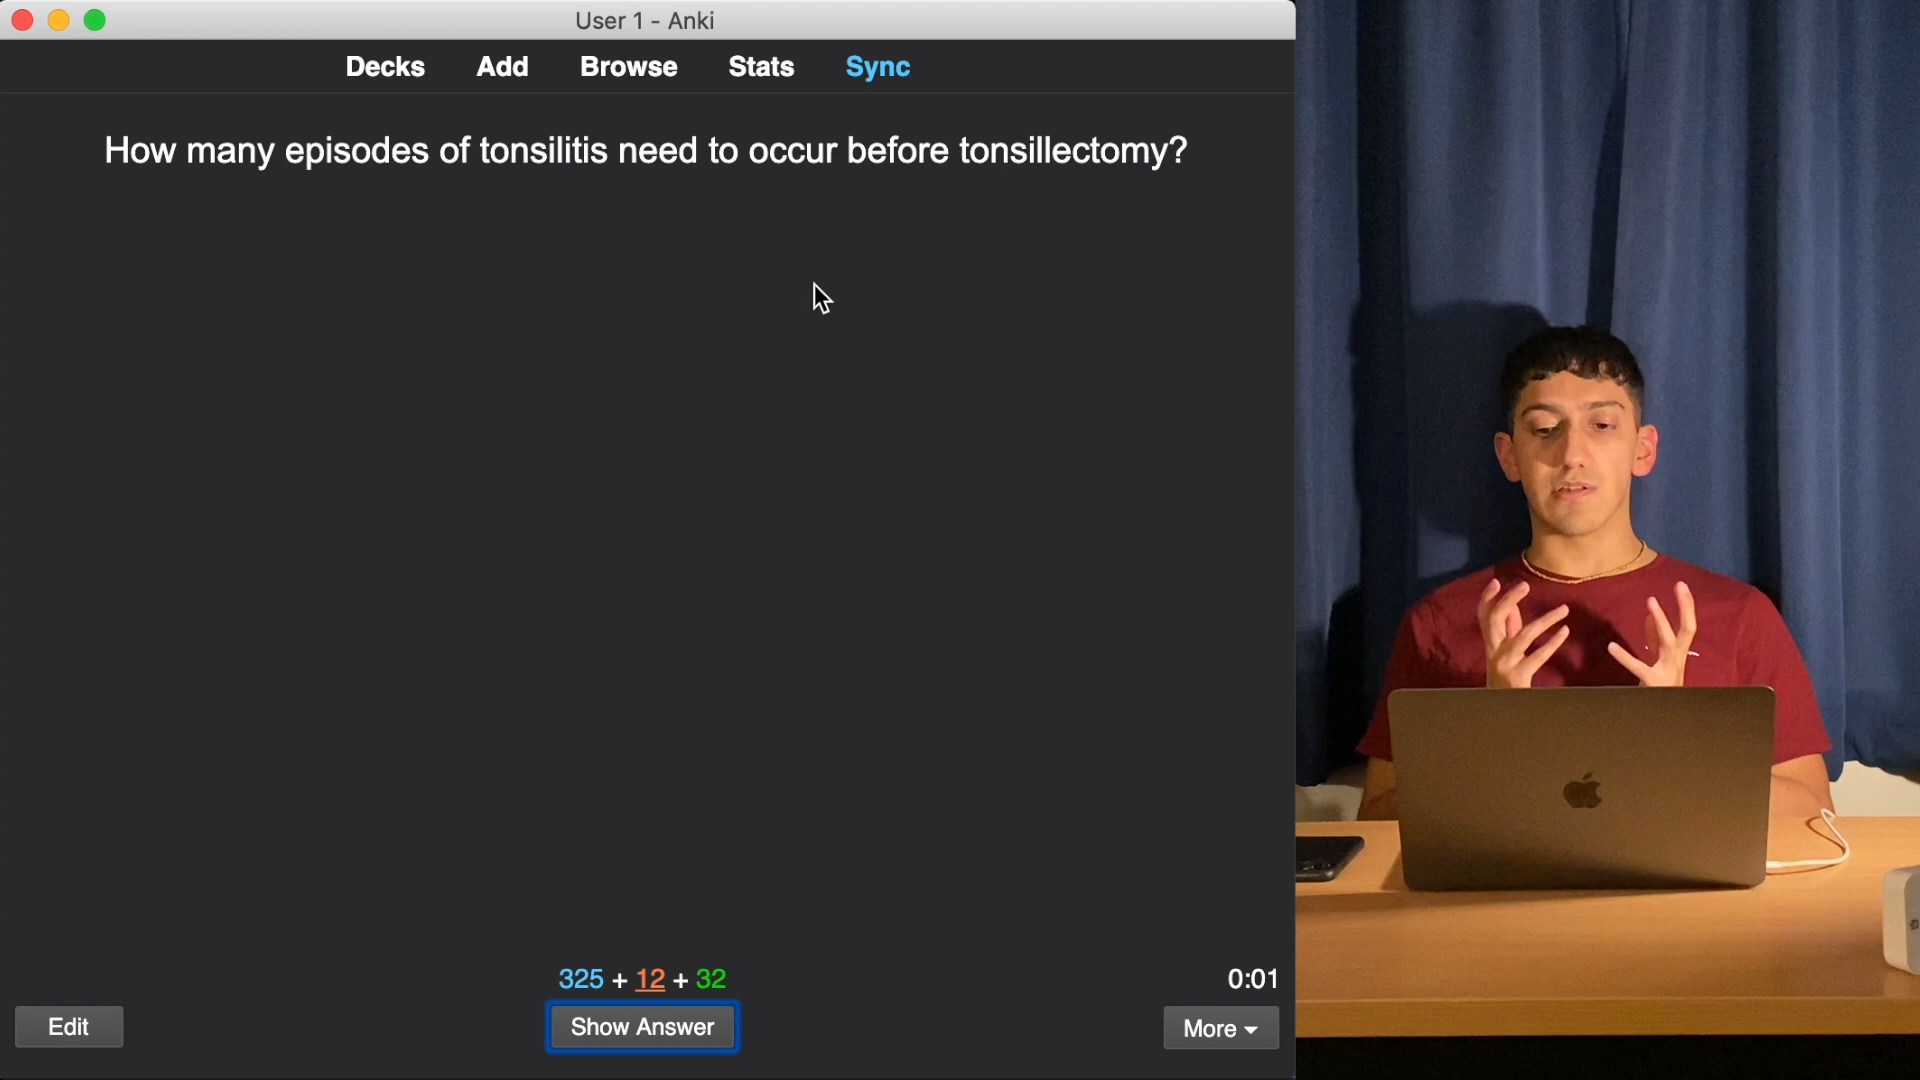 User 1 - Anki
Decks Add Browse Stats Sync
How many episodes of tonsilitis need to occur before tonsillectomy?
325 + 12 + 32
0:01
Edit
Show Answer
More